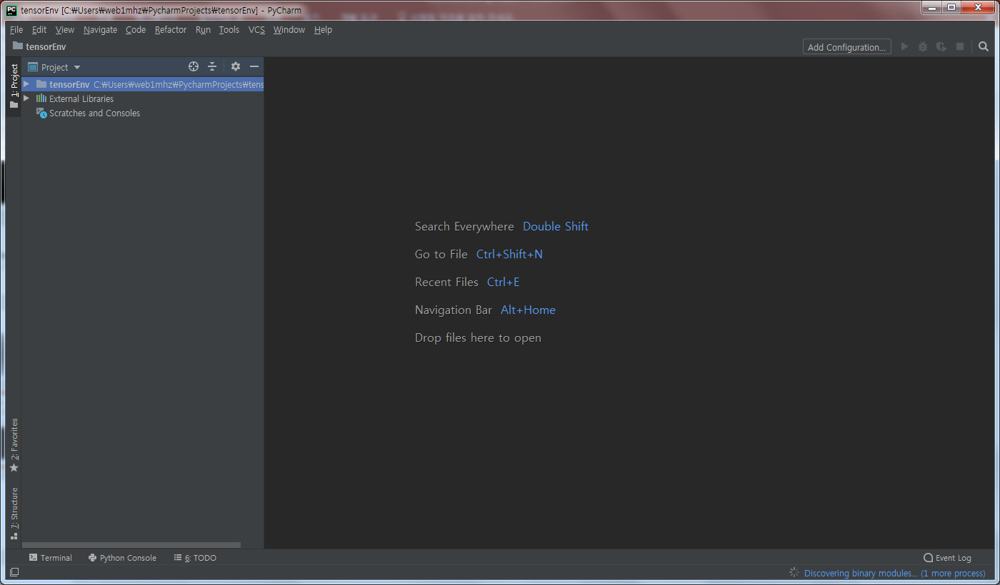 tensorEnv [C:₩Users₩web1mhz₩PycharmProjects₩tensorEnv] - PyCharm
File Edit View Navigate Code Refactor Run Tools VCS Window Help
tensorEnv
Add Configuration...
1: Project
Project
tensorEnv C:₩Users₩web1mhz₩PycharmProjects₩tens
External Libraries
Scratches and Consoles
Search Everywhere Double Shift
Go to File Ctrl+Shift+N
Recent Files Ctrl+E
Navigation Bar Alt+Home
Drop files here to open
2: Favorites
7: Structure
Terminal Python Console 6: TODO
Event Log
Discovering binary modules... (1 more process)